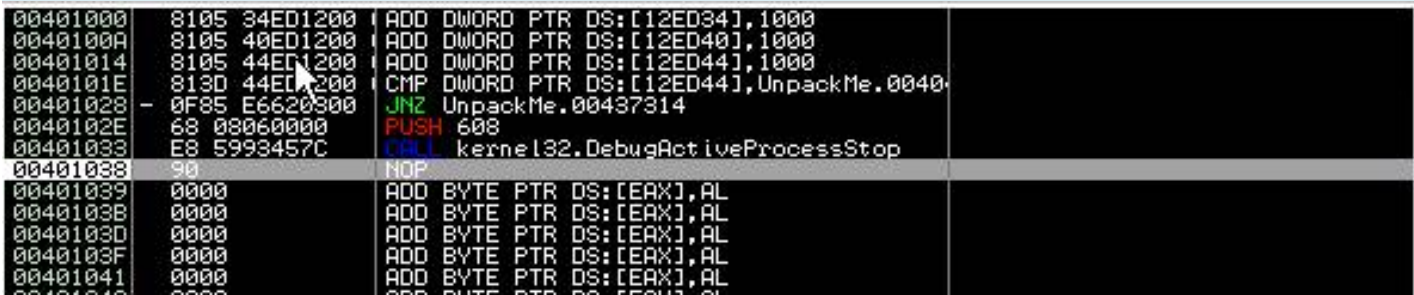 00401000 8105 34ED1200 ADD DWORD PTR DS:[12ED34],1000
0040100A 8105 40ED1200 ADD DWORD PTR DS:[12ED40],1000
00401014 8105 44ED1200 ADD DWORD PTR DS:[12ED44],1000
0040101E 813D 44ED1200 CMP DWORD PTR DS:[12ED44],UnpackMe.0040
00401028 - 0F85 E6620300 JNZ UnpackMe.00437314
0040102E 68 08060000 PUSH 608
00401033 E8 5993457C CALL kernel32.DebugActiveProcessStop
00401038 90 NOP
00401039 0000 ADD BYTE PTR DS:[EAX],AL
0040103B 0000 ADD BYTE PTR DS:[EAX],AL
0040103D 0000 ADD BYTE PTR DS:[EAX],AL
0040103F 0000 ADD BYTE PTR DS:[EAX],AL
00401041 0000 ADD BYTE PTR DS:[EAX],AL